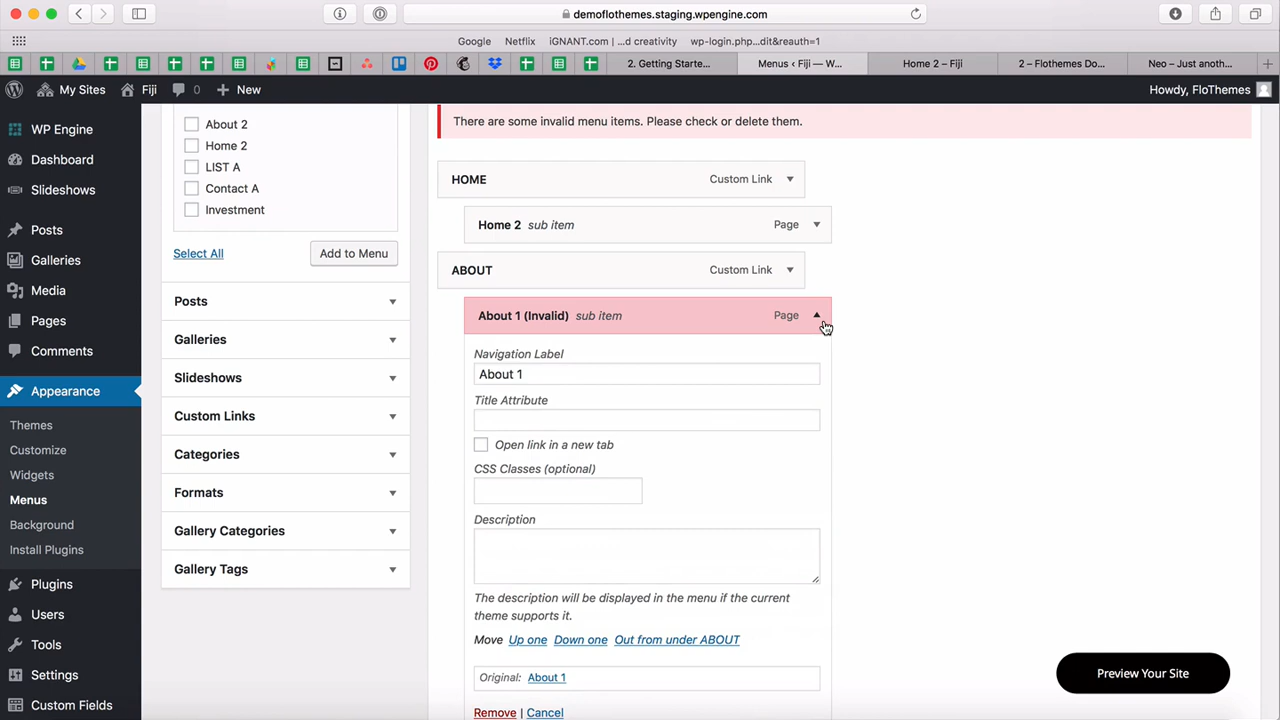 demoflothemes.staging.wpengine.com
Google
Netflix
iGNANT.com | ...d creativity
wp-login.php...dit&reauth=1
2. Getting Starte...
Menus ‹ Fiji — W...
Home 2 – Fiji
2 – Flothemes Do...
Neo – Just anoth...
My Sites
Fiji
0
New
Howdy, FloThemes
WP Engine
Dashboard
Slideshows
Posts
Galleries
Media
Pages
Comments
Appearance
Themes
Customize
Widgets
Menus
Background
Install Plugins
Plugins
Users
Tools
Settings
Custom Fields
About 2
Home 2
LIST A
Contact A
Investment
Select All
Add to Menu
Posts
Galleries
Slideshows
Custom Links
Categories
Formats
Gallery Categories
Gallery Tags
There are some invalid menu items. Please check or delete them.
HOME Custom Link
Home 2 sub item Page
ABOUT Custom Link
About 1 (Invalid) sub item Page
Navigation Label
About 1
Title Attribute
Open link in a new tab
CSS Classes (optional)
Description
The description will be displayed in the menu if the current
theme supports it.
Move Up one Down one Out from under ABOUT
Original: About 1
Remove | Cancel
Preview Your Site